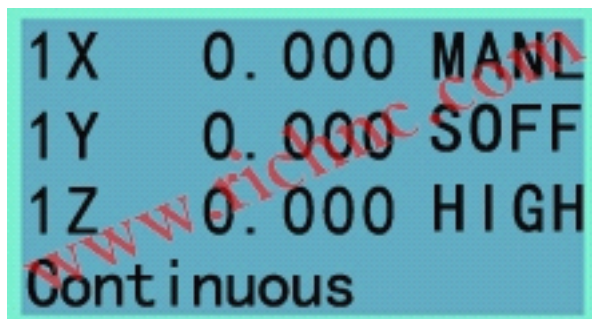 1X 0.000 MANL
1Y 0.000 SOFF
1Z 0.000 HIGH
Continuous
www.richnc.com